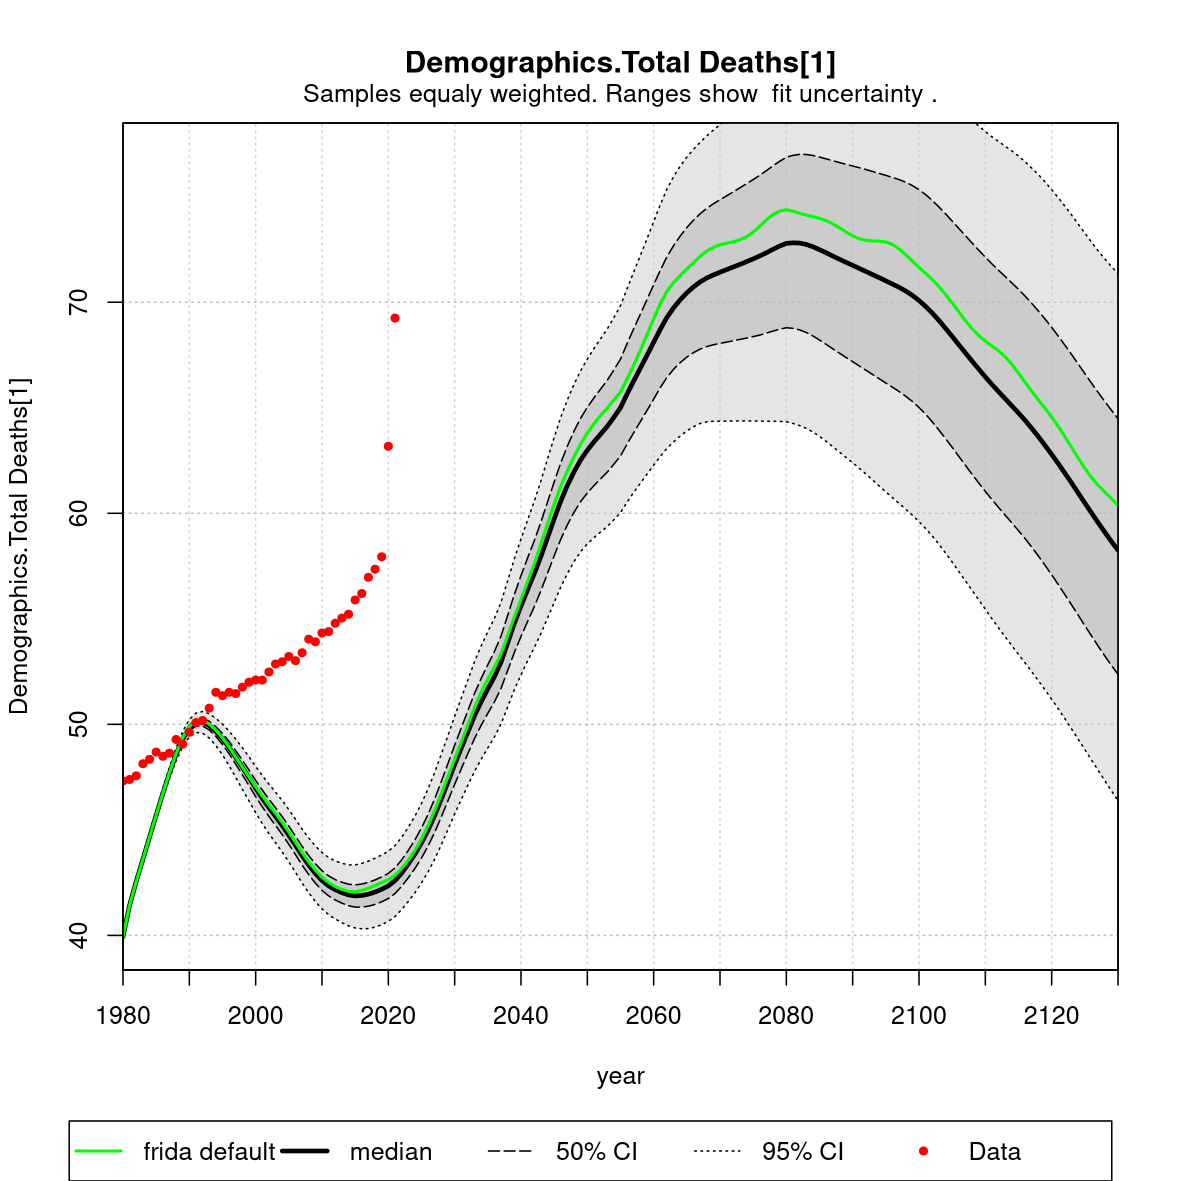 Demographics.Total Deaths[1]
Samples equaly weighted. Ranges show  fit uncertainty .
Demographics.Total Deaths[1]
70
60
50
40
1980 2000 2020 2040 2060 2080 2100 2120
year
frida default median 50% CI 95% CI Data